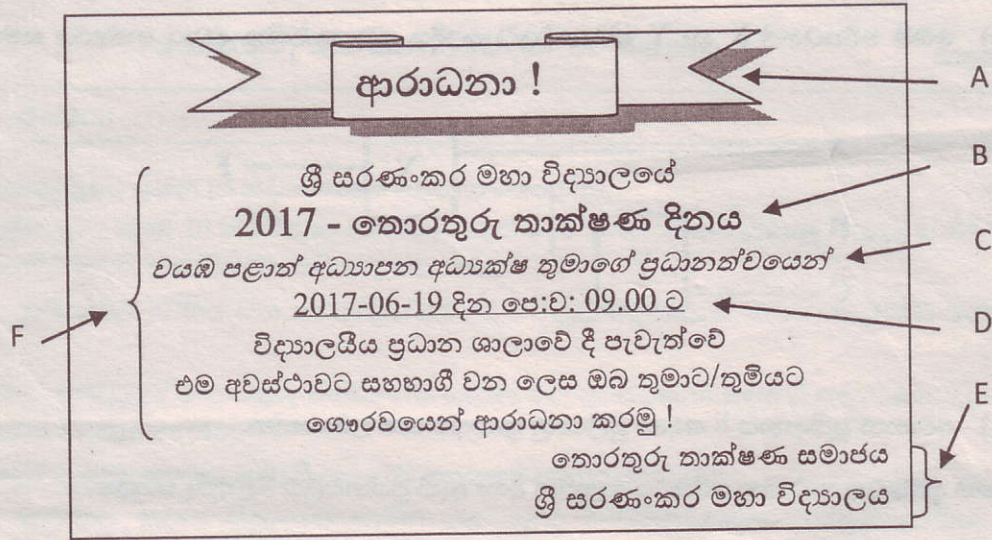 ආරාධනා !
A
ශ්‍රී සරණංකර මහා විද්‍යාලයේ
B
2017 - තොරතුරු තාක්ෂණ දිනය
වයඹ පළාත් අධ්‍යාපන අධ්‍යක්ෂ තුමාගේ ප්‍රධානත්වයෙන්
C
2017-06-19 දින පෙ:ව: 09.00 ට
D
F
විද්‍යාලයීය ප්‍රධාන ශාලාවේ දී පැවැත්වේ
එම අවස්ථාවට සහභාගී වන ලෙස ඔබ තුමාට/තුමියට
E
ගෞරවයෙන් ආරාධනා කරමු !
තොරතුරු තාක්ෂණ සමාජය
ශ්‍රී සරණංකර මහා විද්‍යාලය